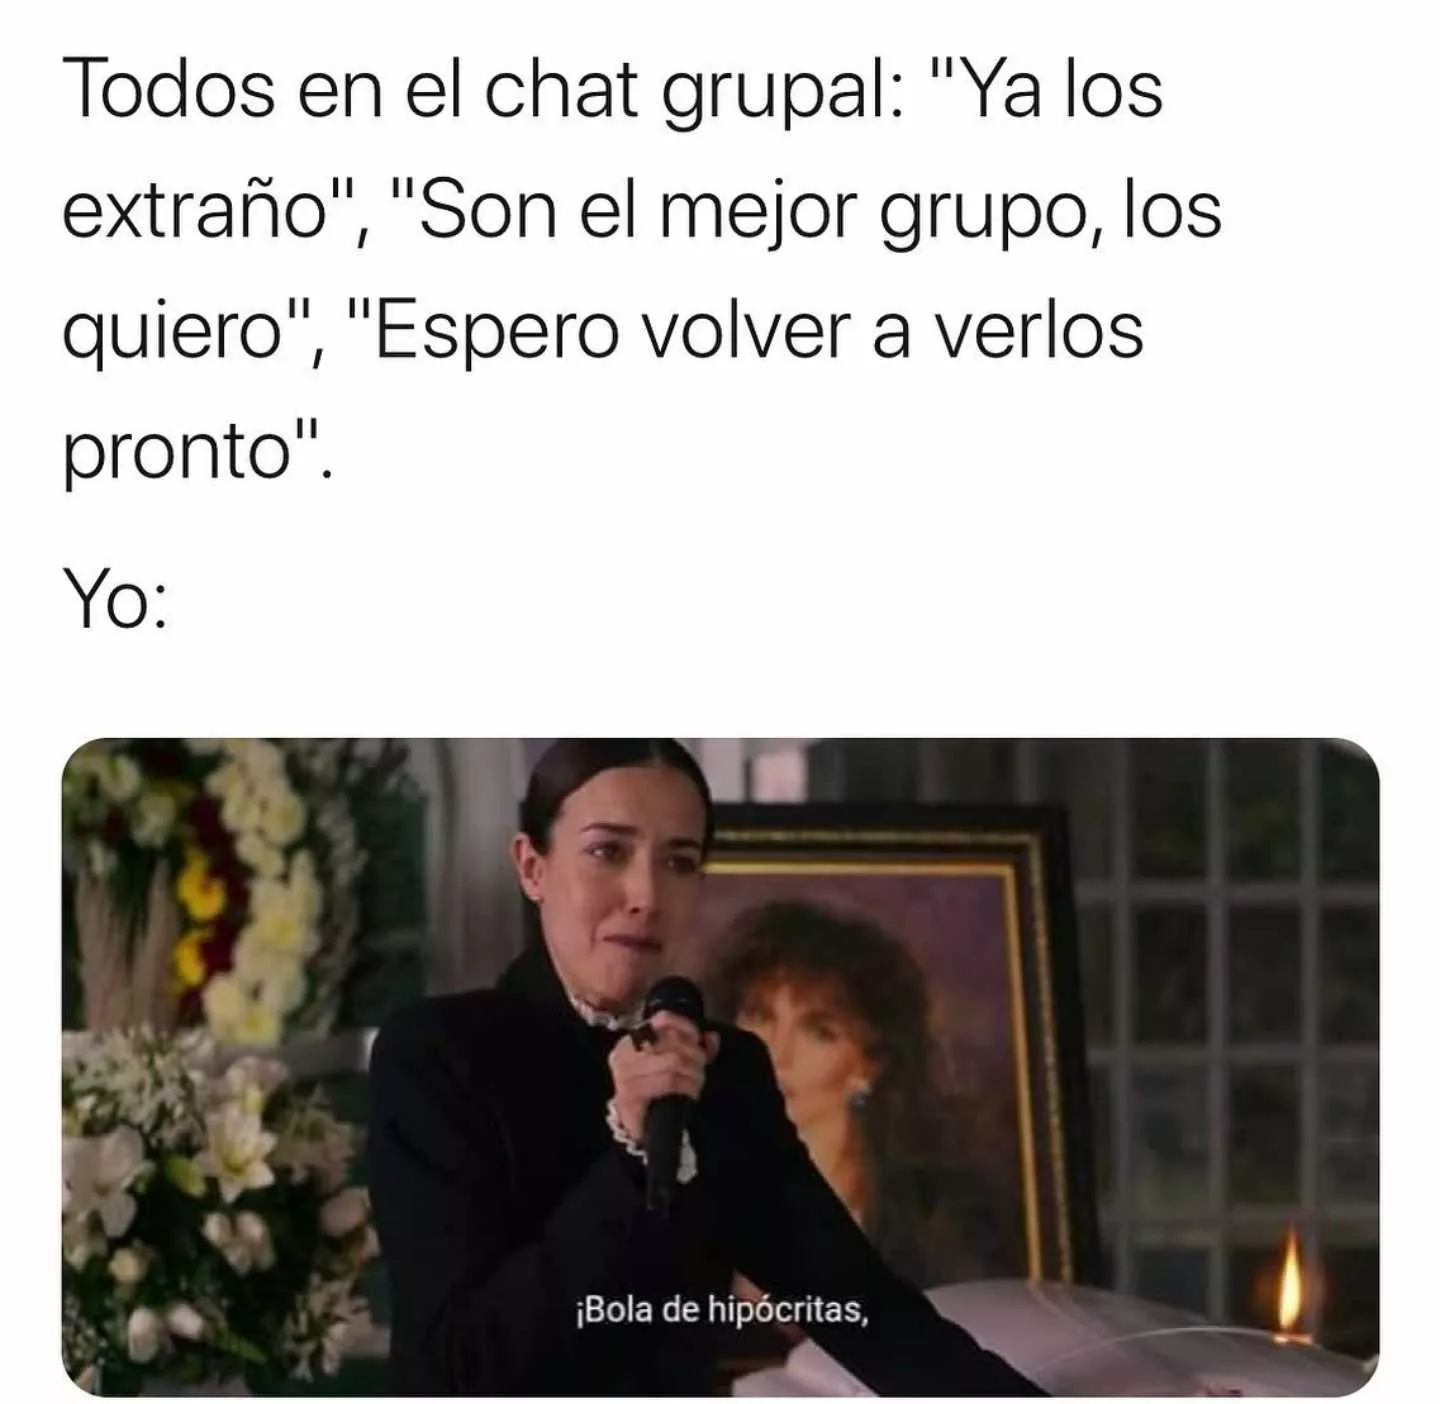 Todos en el chat grupal: "Ya los
extraño", "Son el mejor grupo, los
quiero", "Espero volver a verlos
pronto".
Yo:
¡Bola de hipócritas,